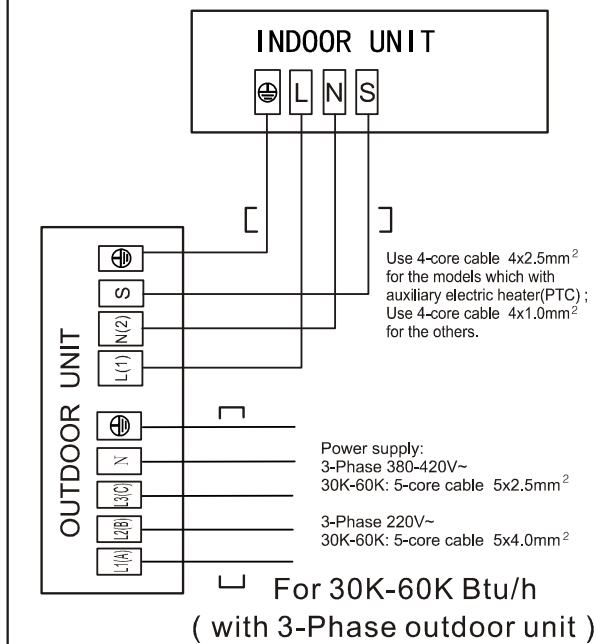 INDOOR UNIT
L N S
Use 4-core cable 4x2.5mm²
for the models which with
auxiliary electric heater(PTC) ;
Use 4-core cable 4x1.0mm²
for the others.
OUTDOOR UNIT
S
N(2)
L(1)
N
L3(C)
L2(B)
L1(A)
Power supply:
3-Phase 380-420V~
30K-60K: 5-core cable 5x2.5mm²
3-Phase 220V~
30K-60K: 5-core cable 5x4.0mm²
For 30K-60K Btu/h
( with 3-Phase outdoor unit )